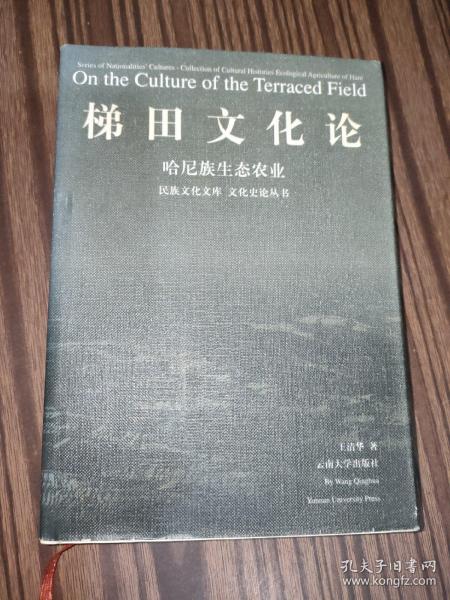 Series of Nationalities' Cultures - Collection of Cultural Histories Ecological Agriculture of Hani
On the Culture of the Terraced Field
梯田文化论
哈尼族生态农业
民族文化文库 文化史论丛书
王清华 著
云南大学出版社
By Wang Qinghua
Yunnan University Press
孔夫子旧书网
www.kongfz.com